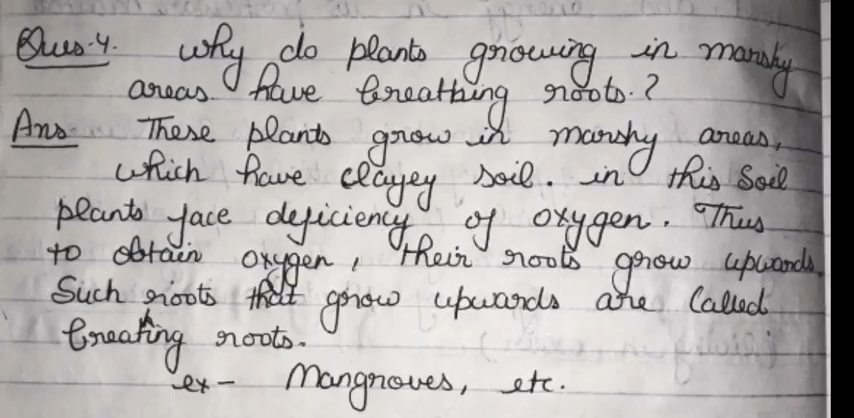 Ques.4. Why do plants growing in marshy
areas have breathing roots.?
Ans These plants grow in marshy areas,
which have clayey soil. in this Soil
plants face deficiency of oxygen. Thus
to obtain oxygen, their roots grow upwards.
Such roots that grow upwards are Called
breathing roots.
ex- Mangroves, etc.